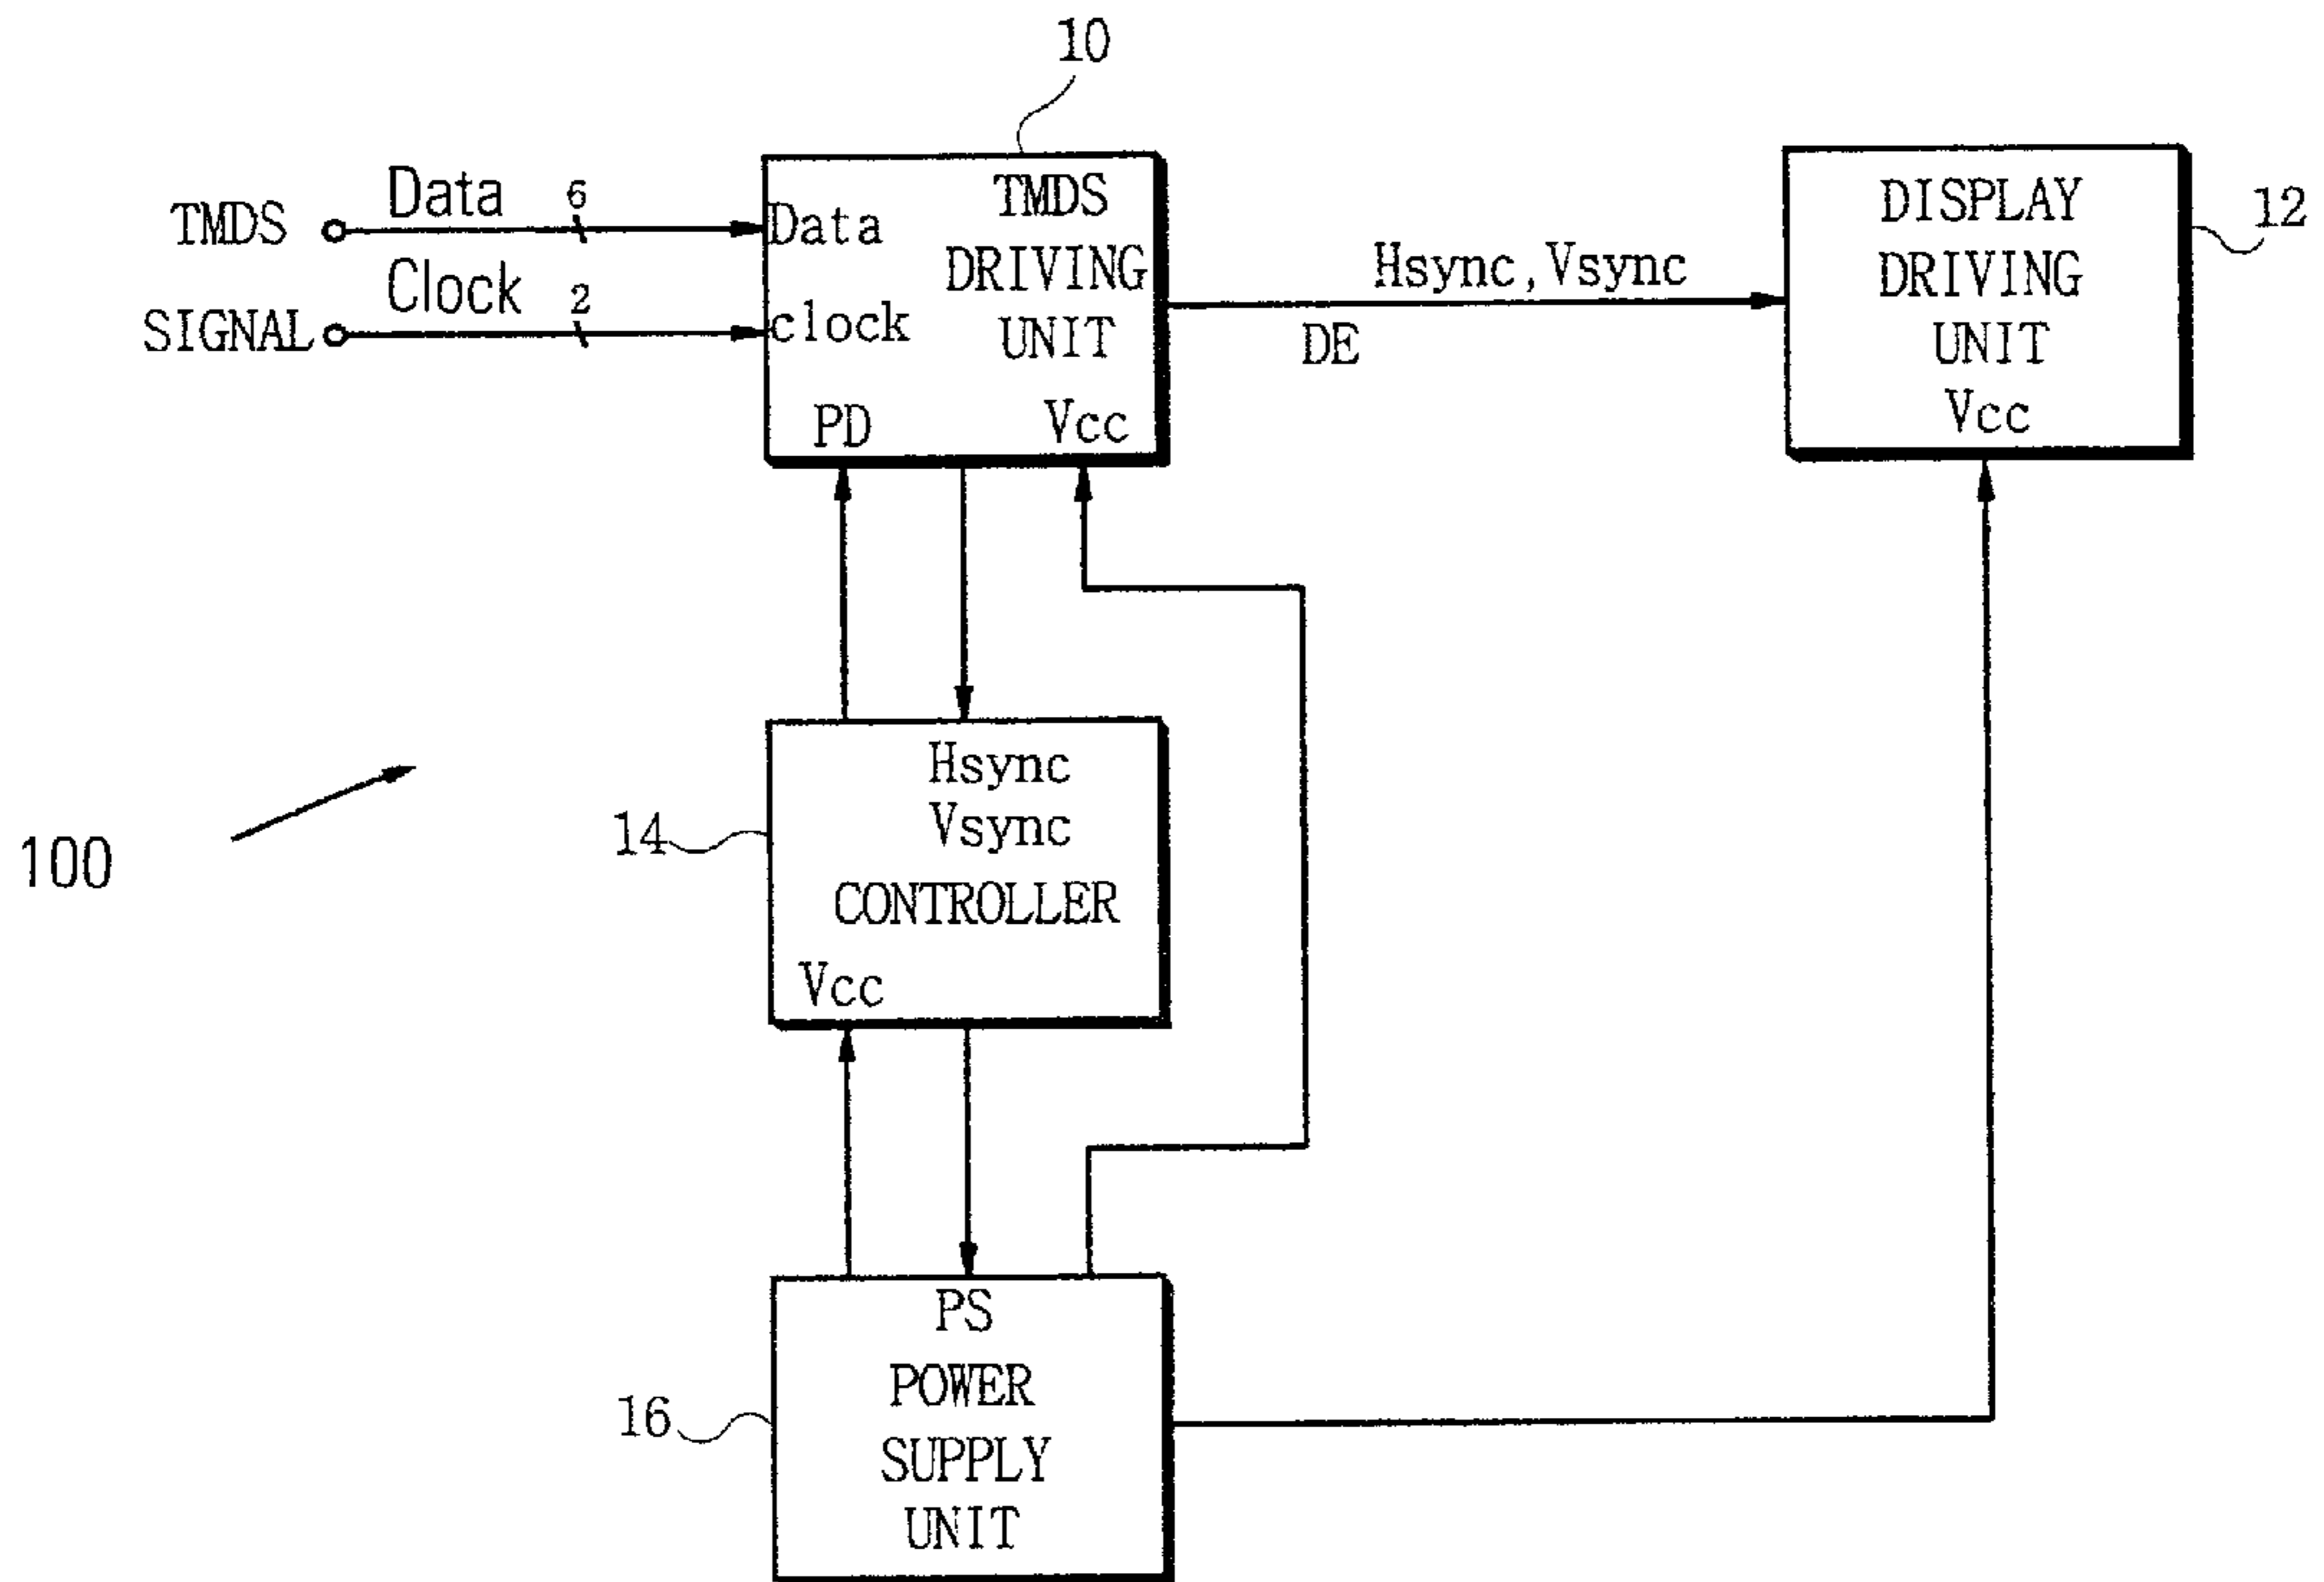 10
TMDS
Data
6
SIGNAL
Clock
2
Data
clock
TMDS
DRIVING
UNIT
PD
Vcc
Hsync,Vsync
DE
DISPLAY
DRIVING
UNIT
Vcc
12
100
14
Hsync
Vsync
CONTROLLER
Vcc
16
PS
POWER
SUPPLY
UNIT